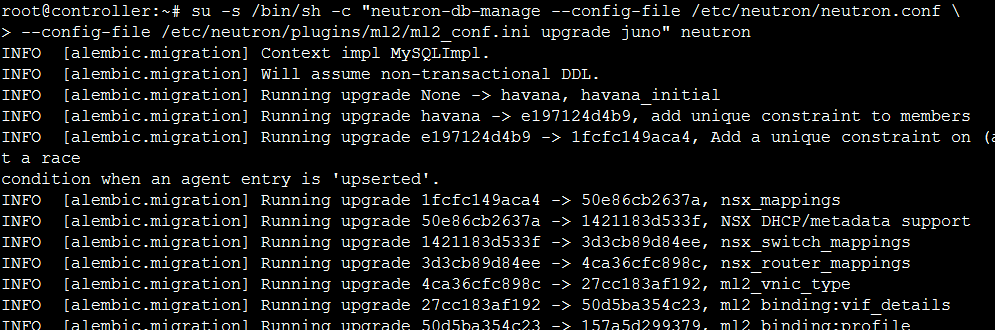 root@controller:~# su -s /bin/sh -c "neutron-db-manage --config-file /etc/neutron/neutron.conf \
> --config-file /etc/neutron/plugins/ml2/ml2_conf.ini upgrade juno" neutron
INFO  [alembic.migration] Context impl MySQLImpl.
INFO  [alembic.migration] Will assume non-transactional DDL.
INFO  [alembic.migration] Running upgrade None -> havana, havana_initial
INFO  [alembic.migration] Running upgrade havana -> e197124d4b9, add unique constraint to members
INFO  [alembic.migration] Running upgrade e197124d4b9 -> 1fcfc149aca4, Add a unique constraint on (a
t a race
condition when an agent entry is 'upserted'.
INFO  [alembic.migration] Running upgrade 1fcfc149aca4 -> 50e86cb2637a, nsx_mappings
INFO  [alembic.migration] Running upgrade 50e86cb2637a -> 1421183d533f, NSX DHCP/metadata support
INFO  [alembic.migration] Running upgrade 1421183d533f -> 3d3cb89d84ee, nsx_switch_mappings
INFO  [alembic.migration] Running upgrade 3d3cb89d84ee -> 4ca36cfc898c, nsx_router_mappings
INFO  [alembic.migration] Running upgrade 4ca36cfc898c -> 27cc183af192, ml2_vnic_type
INFO  [alembic.migration] Running upgrade 27cc183af192 -> 50d5ba354c23, ml2 binding:vif_details
INFO  [alembic.migration] Running upgrade 50d5ba354c23 -> 157a5d299379, ml2 binding:profile